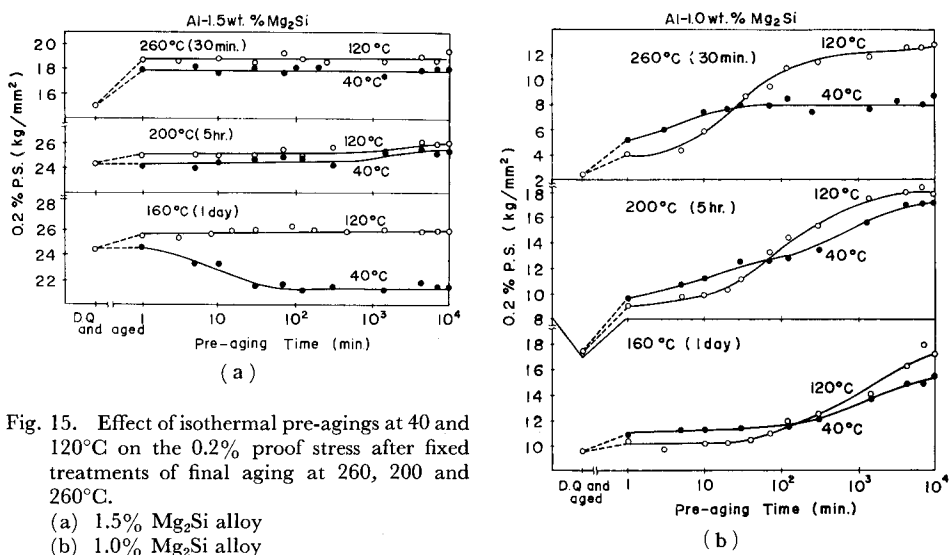 Al-1.5wt.%Mg₂Si
0.2% P.S. (kg/mm²)
20
18
16
26
24
26
24
22
260°C (30min.)
120°C
40°C
200°C (5hr.)
120°C
40°C
160°C (1day)
120°C
40°C
D.Q
and aged
1
10
10²
10³
10⁴
Pre-aging Time (min.)
(a)
Al-1.0wt.%Mg₂Si
0.2% P.S. (kg/mm²)
12
10
8
6
4
2
18
16
14
12
10
8
16
14
12
10
260°C (30min.)
120°C
40°C
200°C (5hr.)
120°C
40°C
160°C (1day)
120°C
40°C
D.Q and
aged
1
10
10²
10³
10⁴
Pre-aging Time (min.)
(b)
Fig. 15. Effect of isothermal pre-agings at 40 and
120°C on the 0.2% proof stress after fixed
treatments of final aging at 260, 200 and
260°C.
(a) 1.5% Mg₂Si alloy
(b) 1.0% Mg₂Si alloy